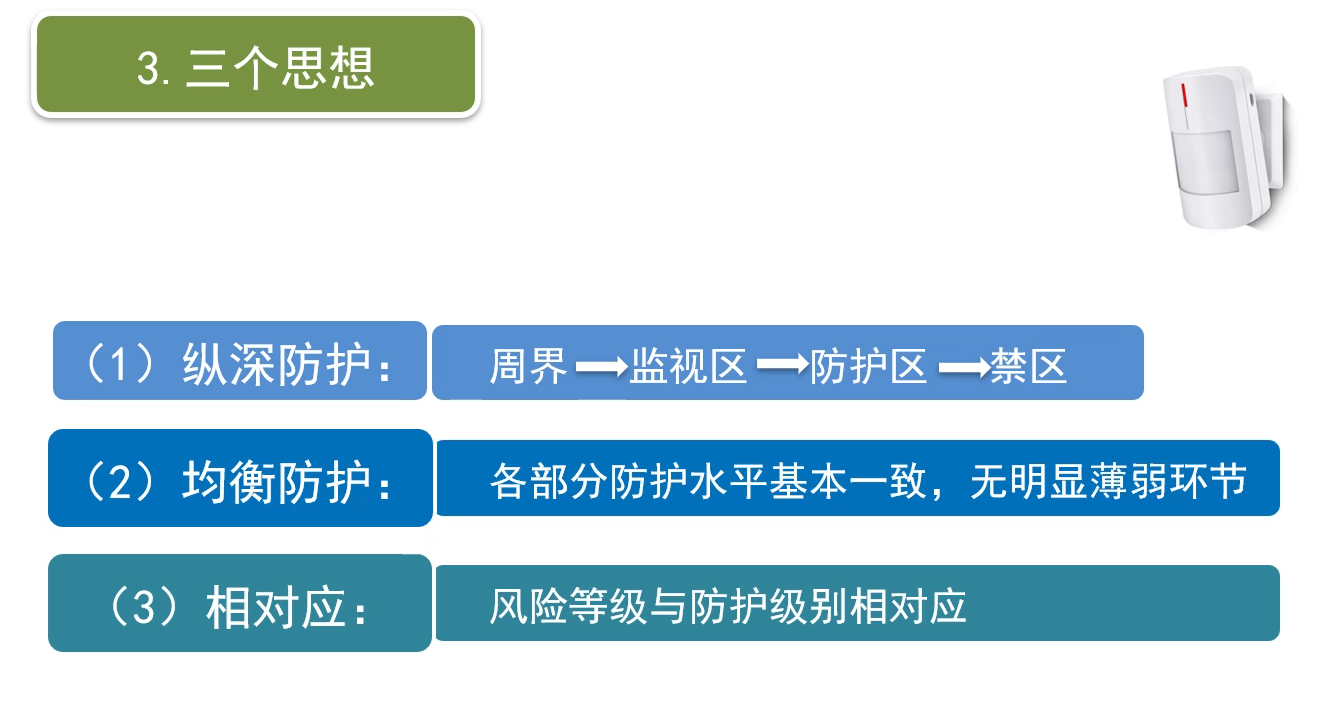 3.三个思想
（1）纵深防护： 周界➡监视区➡防护区➡禁区
（2）均衡防护： 各部分防护水平基本一致，无明显薄弱环节
（3）相对应： 风险等级与防护级别相对应